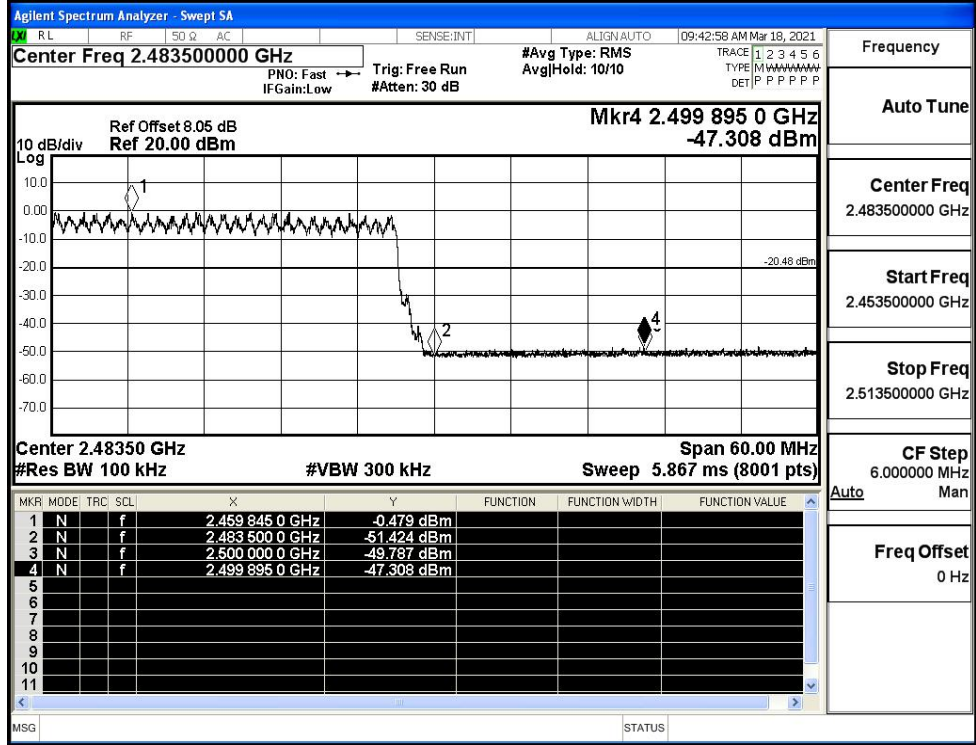 Agilent Spectrum Analyzer - Swept SA
LXI RL RF 50 Ω AC SENSE:INT ALIGN AUTO 09:42:58 AM Mar 18, 2021
Center Freq 2.483500000 GHz
PNO: Fast
IFGain:Low
Trig: Free Run
#Atten: 30 dB
#Avg Type: RMS
Avg|Hold: 10/10
TRACE 1 2 3 4 5 6
TYPE M
DET P P P P P P
Ref Offset 8.05 dB
10 dB/div Ref 20.00 dBm
Log
Mkr4 2.499 895 0 GHz
-47.308 dBm
10.0
0.00
-10.0
-20.0
-30.0
-40.0
-50.0
-60.0
-70.0
1
2
4
-20.48 dBm
Center 2.48350 GHz Span 60.00 MHz
#Res BW 100 kHz #VBW 300 kHz Sweep 5.867 ms (8001 pts)
MKR MODE TRC SCL X Y FUNCTION FUNCTION WIDTH FUNCTION VALUE
1 N f 2.459 845 0 GHz -0.479 dBm
2 N f 2.483 500 0 GHz -51.424 dBm
3 N f 2.500 000 0 GHz -49.787 dBm
4 N f 2.499 895 0 GHz -47.308 dBm
5
6
7
8
9
10
11
MSG STATUS
Frequency
Auto Tune
Center Freq
2.483500000 GHz
Start Freq
2.453500000 GHz
Stop Freq
2.513500000 GHz
CF Step
6.000000 MHz
Auto Man
Freq Offset
0 Hz